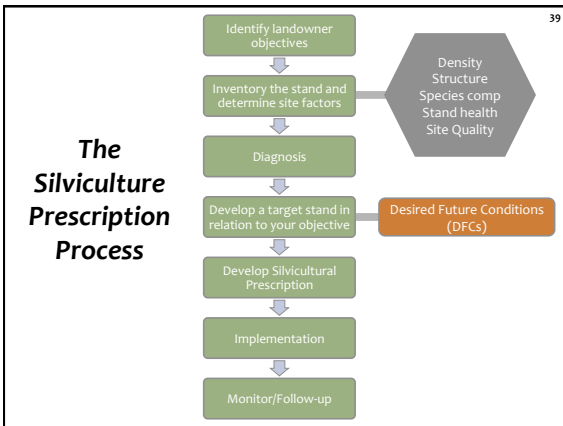 39
The
Silviculture
Prescription
Process
Identify landowner
objectives
Inventory the stand and
determine site factors
Density
Structure
Species comp
Stand health
Site Quality
Diagnosis
Develop a target stand in
relation to your objective
Desired Future Conditions
(DFCs)
Develop Silvicultural
Prescription
Implementation
Monitor/Follow-up